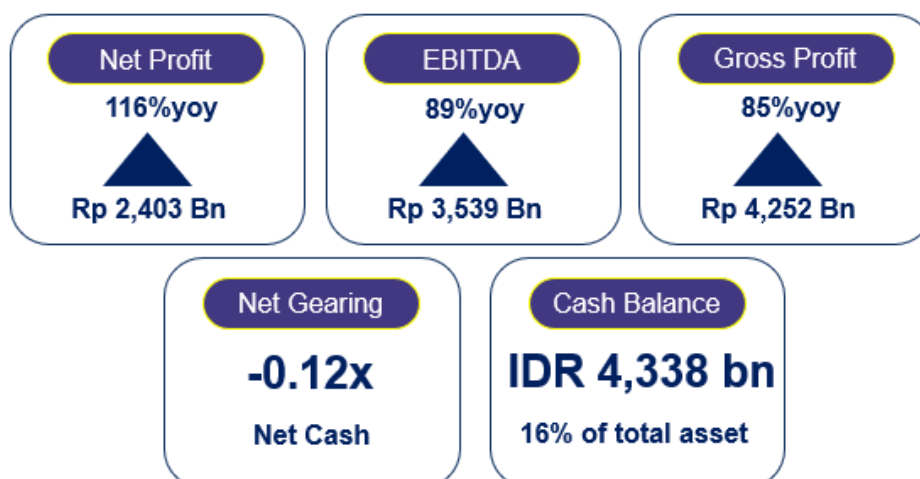 Net Profit
116%yoy
Rp 2,403 Bn
EBITDA
89%yoy
Rp 3,539 Bn
Gross Profit
85%yoy
Rp 4,252 Bn
Net Gearing
-0.12x
Net Cash
Cash Balance
IDR 4,338 bn
16% of total asset